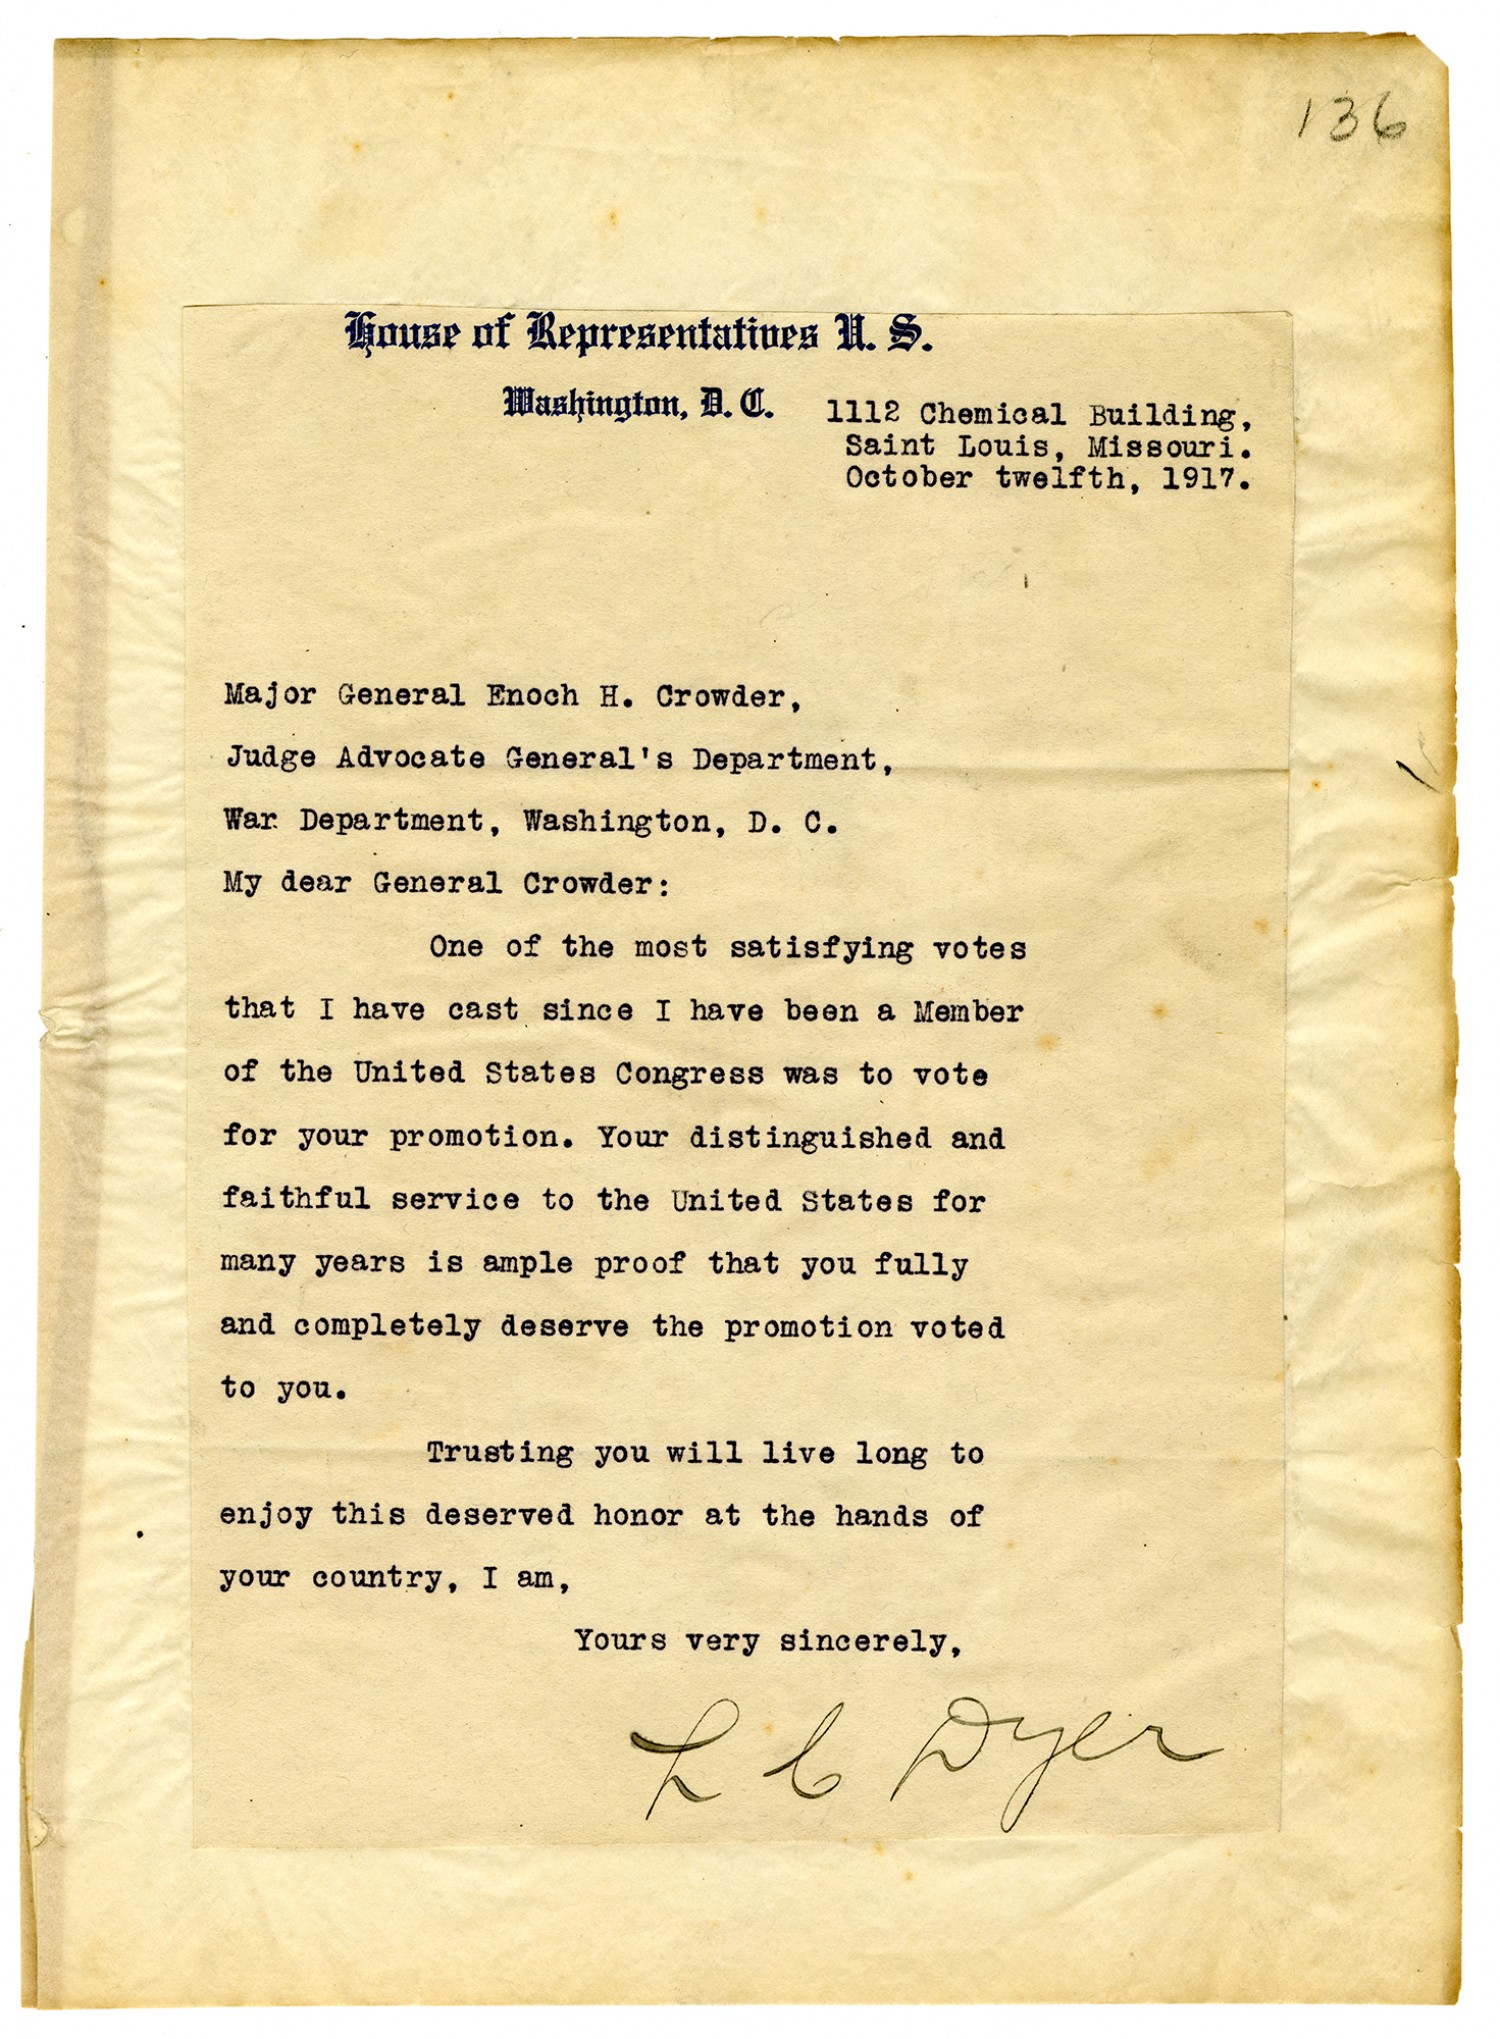 136
House of Representatives U. S.
Washington, D. C.
1112 Chemical Building,
Saint Louis, Missouri.
October twelfth, 1917.
Major General Enoch H. Crowder,
Judge Advocate General's Department,
War Department, Washington, D. C.
My dear General Crowder:
One of the most satisfying votes
that I have cast since I have been a Member
of the United States Congress was to vote
for your promotion. Your distinguished and
faithful service to the United States for
many years is ample proof that you fully
and completely deserve the promotion voted
to you.
Trusting you will live long to
enjoy this deserved honor at the hands of
your country, I am,
Yours very sincerely,
L C Dyer